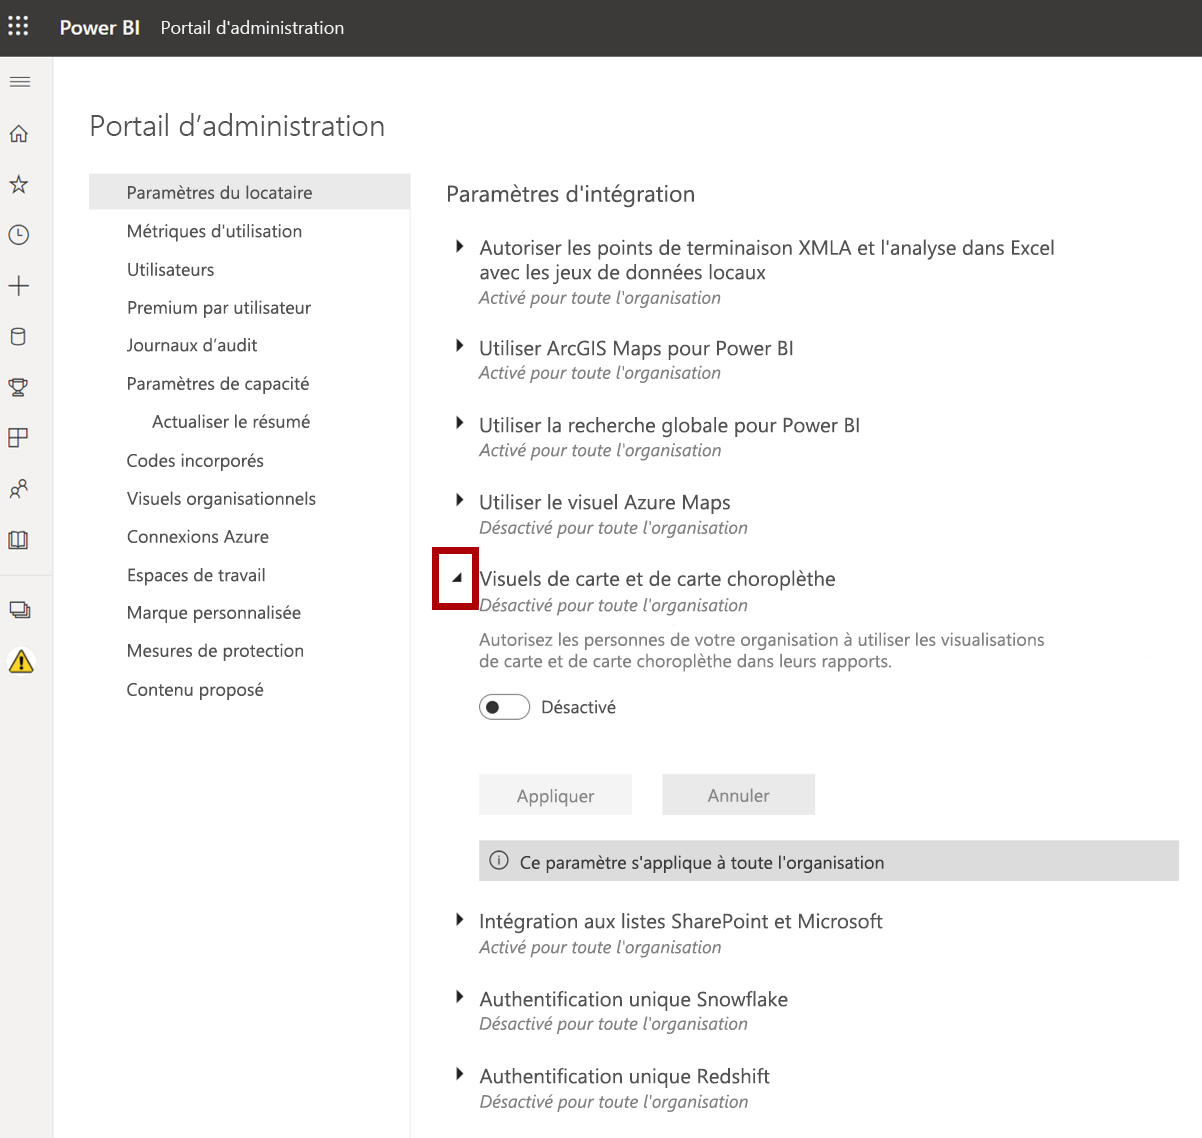 Power BI Portail d'administration
Portail d’administration
Paramètres du locataire
Métriques d'utilisation
Utilisateurs
Premium par utilisateur
Journaux d’audit
Paramètres de capacité
Actualiser le résumé
Codes incorporés
Visuels organisationnels
Connexions Azure
Espaces de travail
Marque personnalisée
Mesures de protection
Contenu proposé
Paramètres d'intégration
Autoriser les points de terminaison XMLA et l'analyse dans Excel
avec les jeux de données locaux
Activé pour toute l'organisation
Utiliser ArcGIS Maps pour Power BI
Activé pour toute l'organisation
Utiliser la recherche globale pour Power BI
Activé pour toute l'organisation
Utiliser le visuel Azure Maps
Désactivé pour toute l'organisation
Visuels de carte et de carte choroplèthe
Désactivé pour toute l'organisation
Autorisez les personnes de votre organisation à utiliser les visualisations
de carte et de carte choroplèthe dans leurs rapports.
Désactivé
Appliquer Annuler
Ce paramètre s'applique à toute l'organisation
Intégration aux listes SharePoint et Microsoft
Activé pour toute l'organisation
Authentification unique Snowflake
Désactivé pour toute l'organisation
Authentification unique Redshift
Désactivé pour toute l'organisation